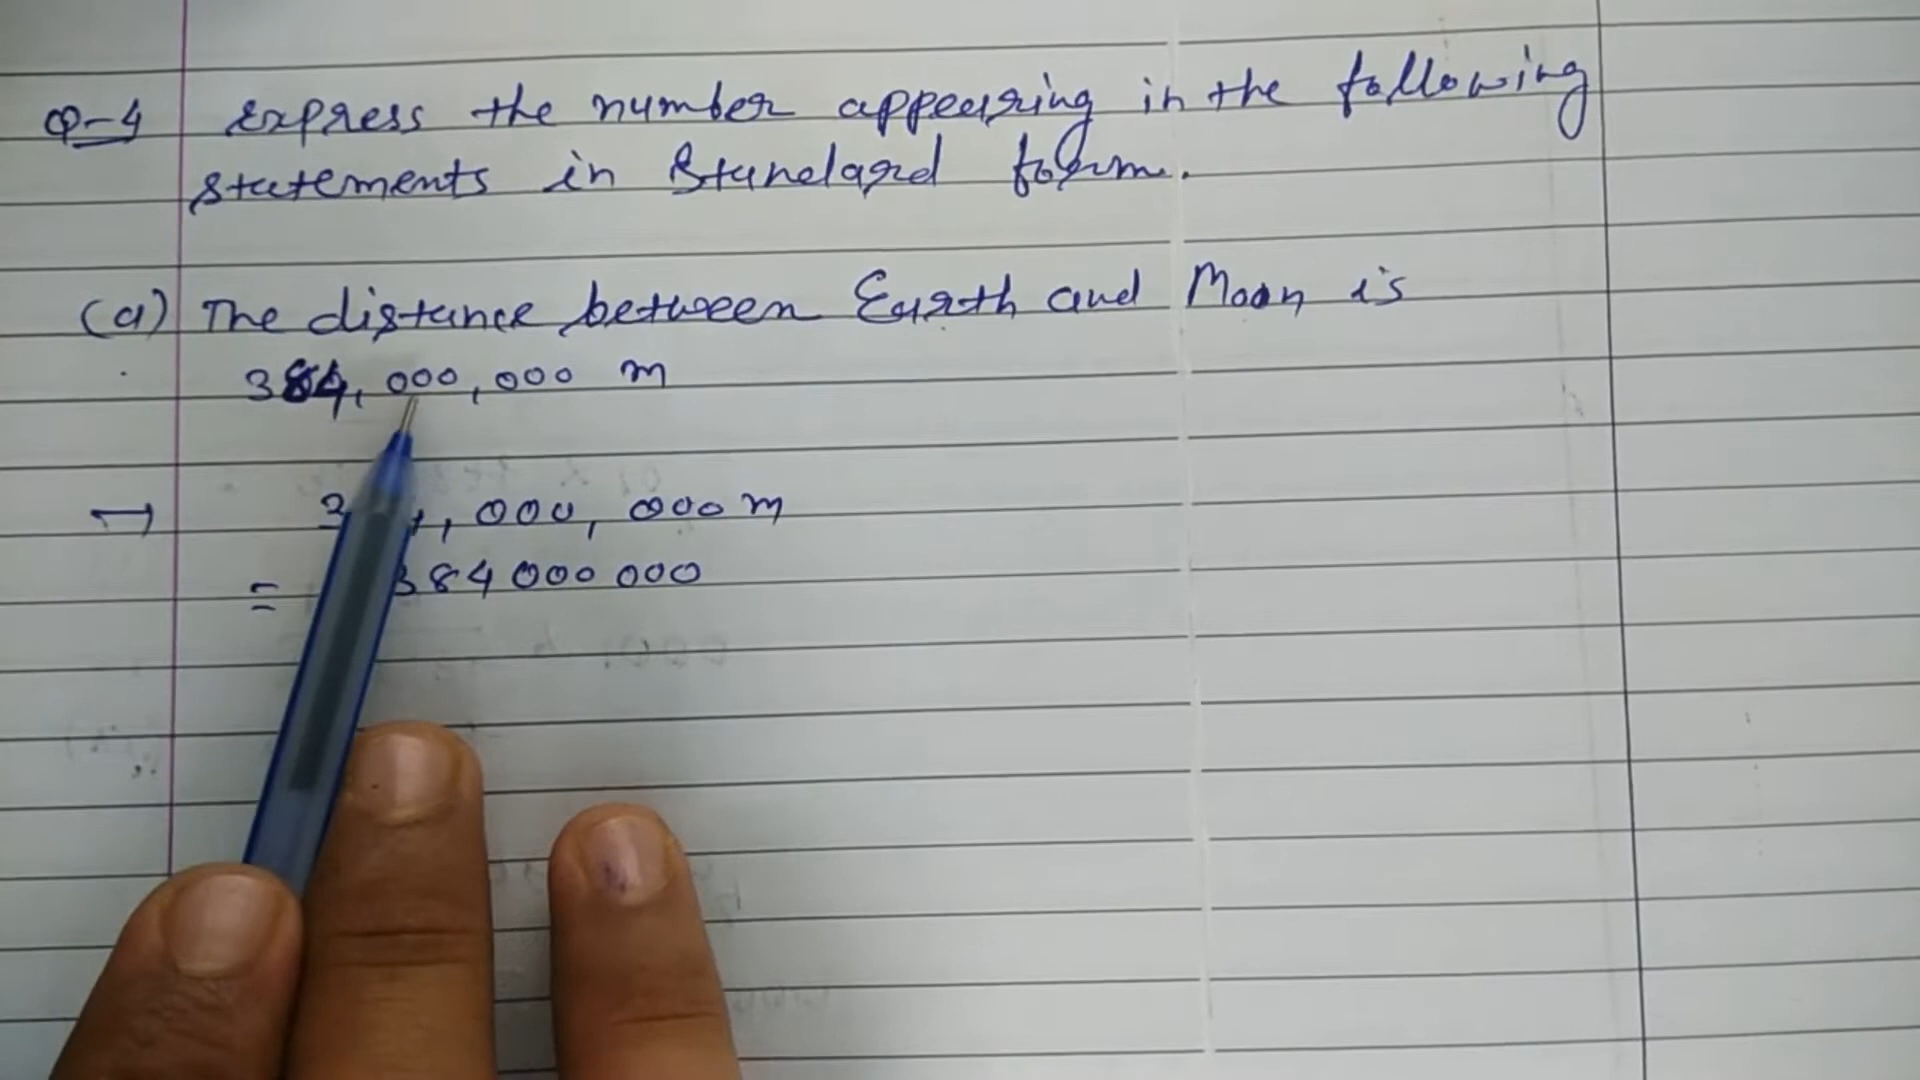 Q-4 Express the number appearing in the following
statements in Standard form.
(a) The distance between Earth and Moon is
384,000,000 m
→ 384,000,000 m
= 384000000